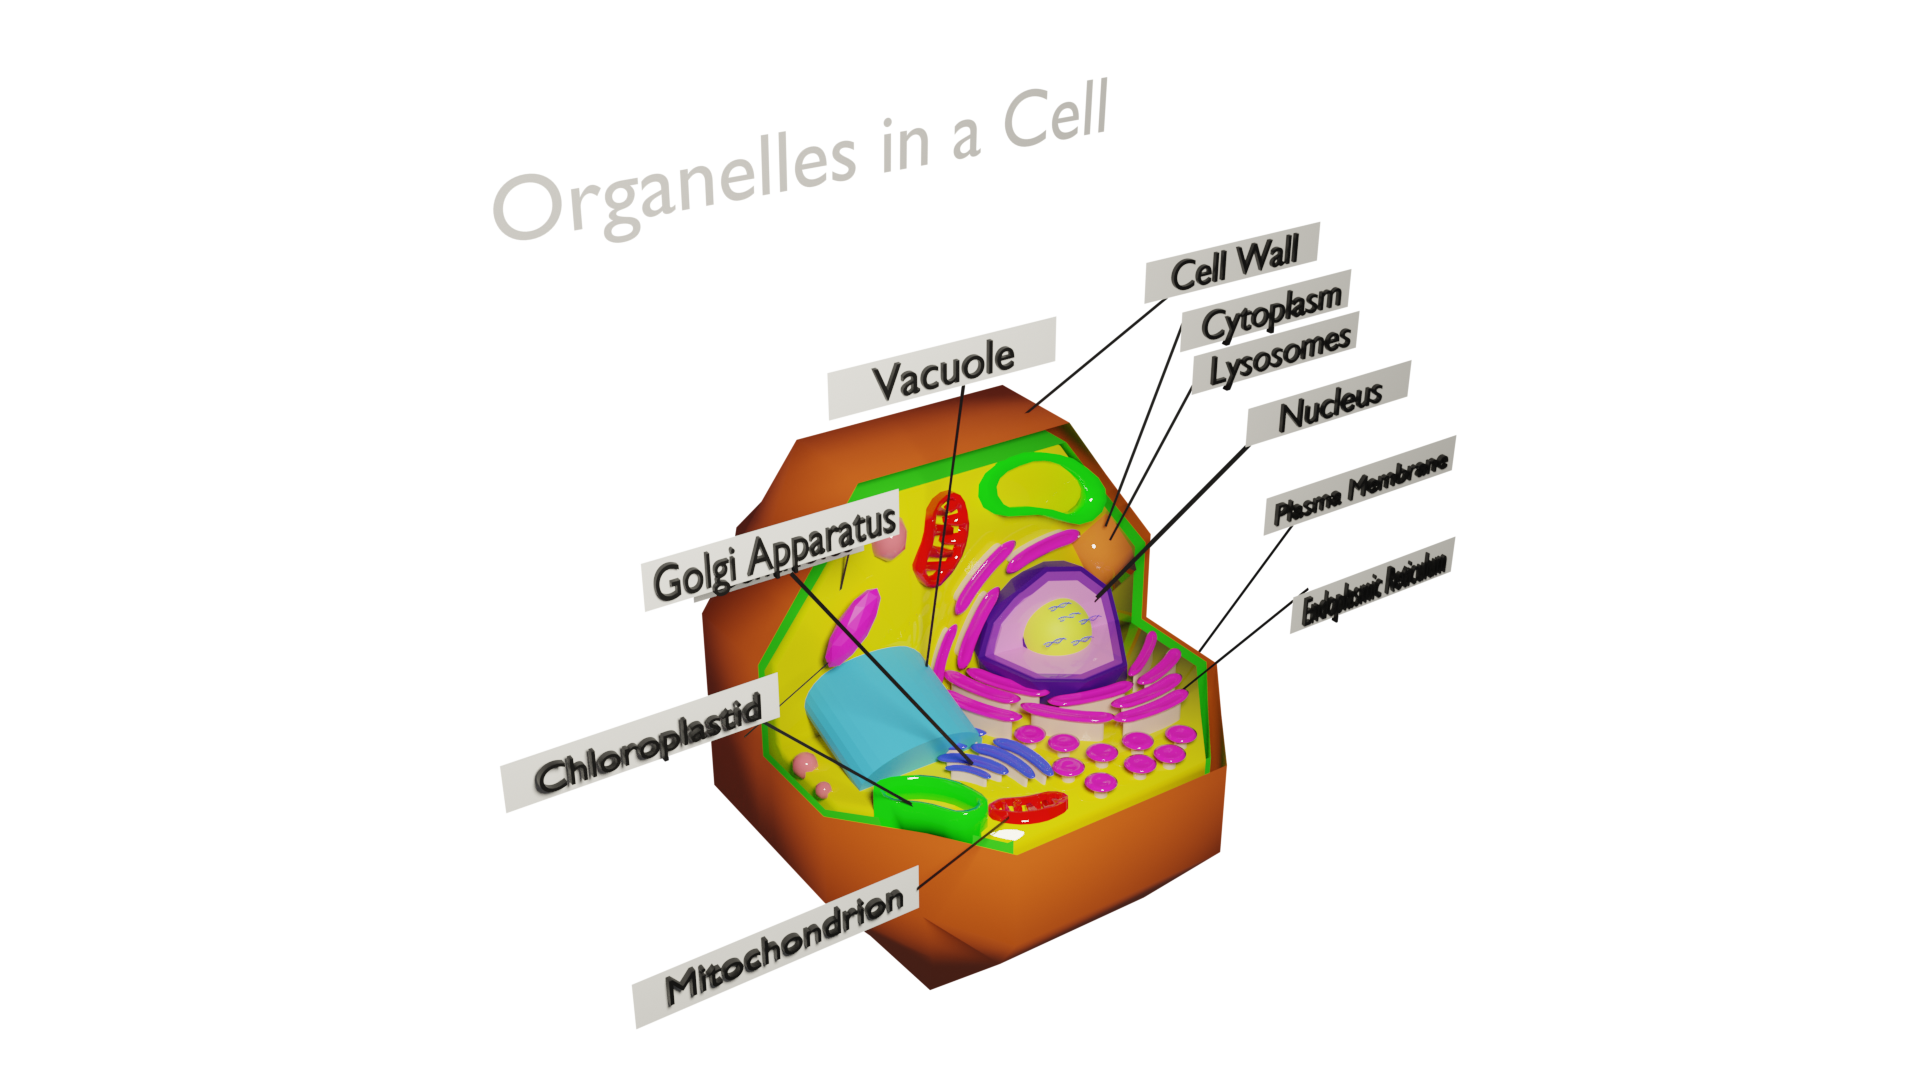 Organelles in a Cell
Cell Wall
Cytoplasm
Lysosomes
Vacuole
Nucleus
Plasma Membrane
Golgi Apparatus
Endoplasmic Reticulum
Chloroplastid
Mitochondrion